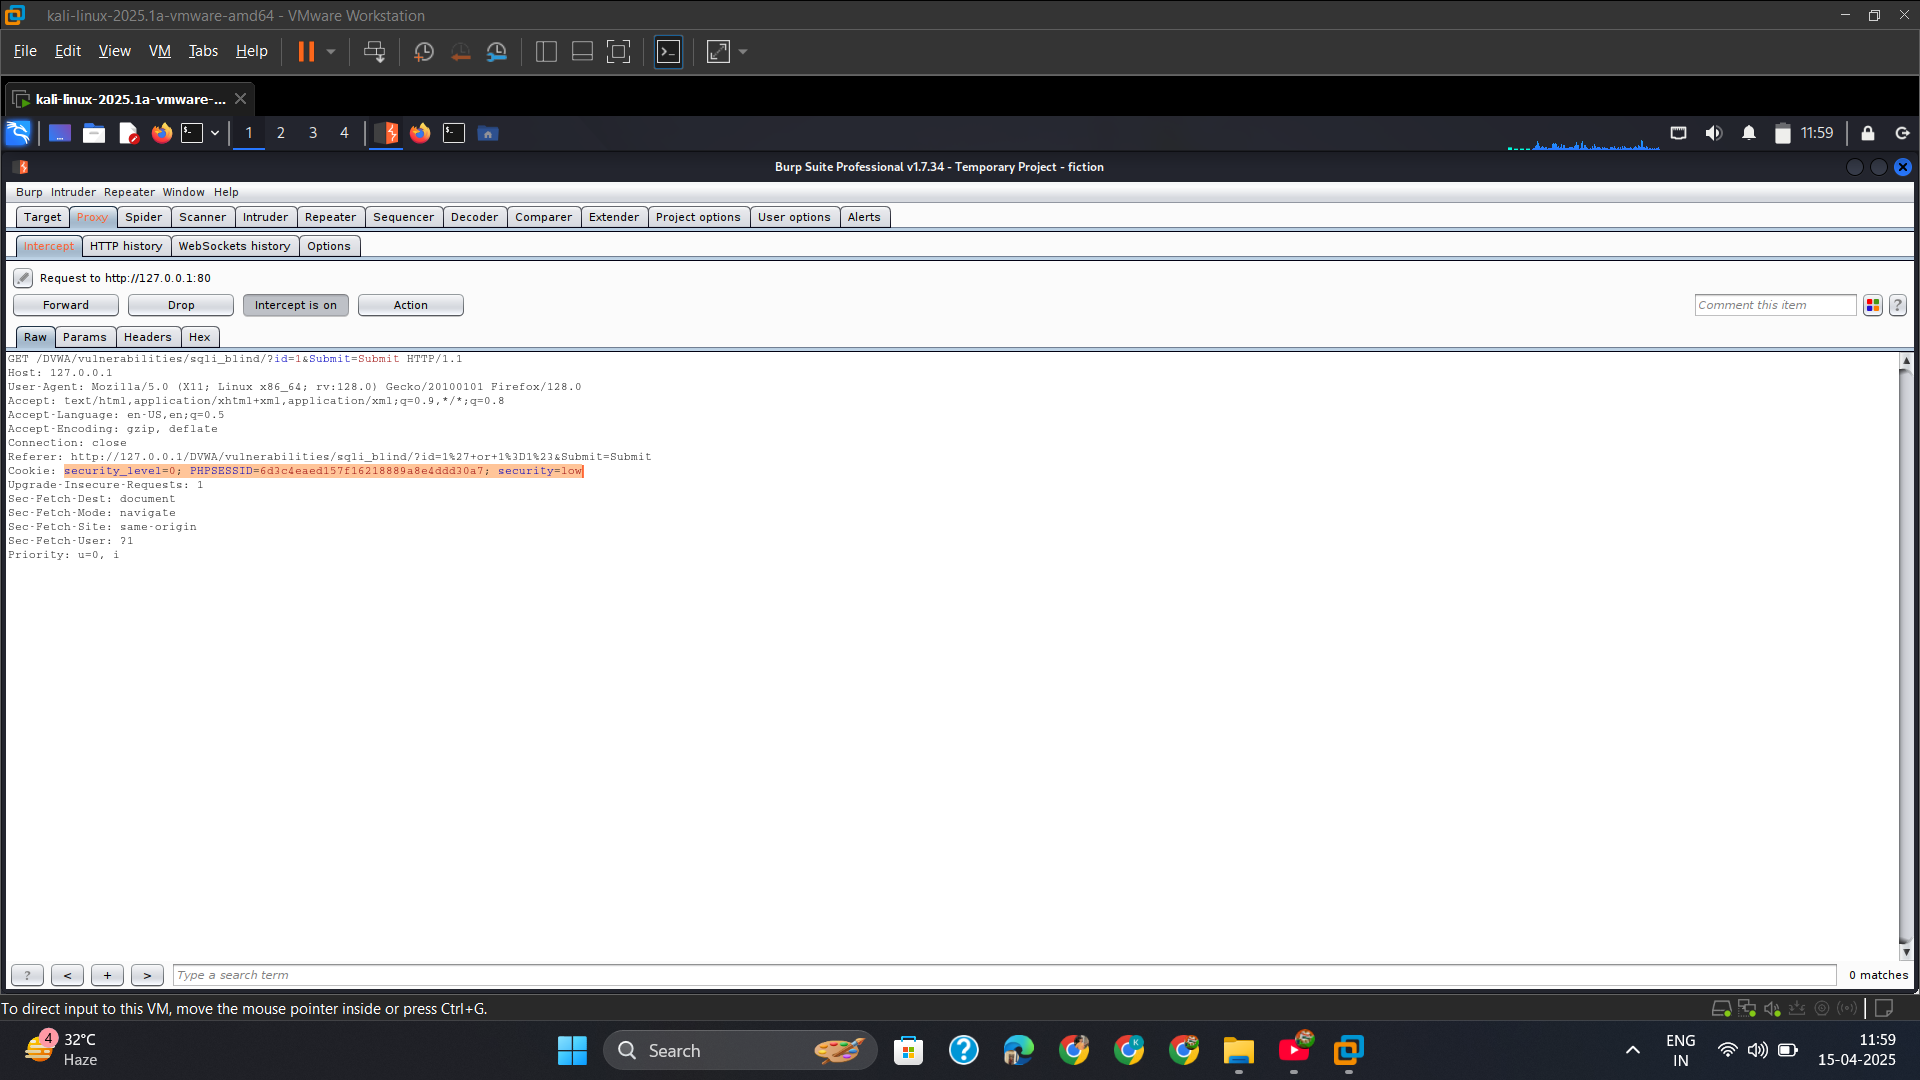 kali-linux-2025.1a-vmware-amd64 - VMware Workstation
File Edit View VM Tabs Help
kali-linux-2025.1a-vmware-...
1 2 3 4 11:59
Burp Suite Professional v1.7.34 - Temporary Project - fiction
Burp Intruder Repeater Window Help
Target Proxy Spider Scanner Intruder Repeater Sequencer Decoder Comparer Extender Project options User options Alerts
Intercept HTTP history WebSockets history Options
Request to http://127.0.0.1:80
Forward Drop Intercept is on Action Comment this item ?
Raw Params Headers Hex
GET /DVWA/vulnerabilities/sqli_blind/?id=1&Submit=Submit HTTP/1.1
Host: 127.0.0.1
User-Agent: Mozilla/5.0 (X11; Linux x86_64; rv:128.0) Gecko/20100101 Firefox/128.0
Accept: text/html,application/xhtml+xml,application/xml;q=0.9,*/*;q=0.8
Accept-Language: en-US,en;q=0.5
Accept-Encoding: gzip, deflate
Connection: close
Referer: http://127.0.0.1/DVWA/vulnerabilities/sqli_blind/?id=1%27+or+1%3D1%23&Submit=Submit
Cookie: security_level=0; PHPSESSID=6d3c4eaed157f16218889a8e4ddd30a7; security=low
Upgrade-Insecure-Requests: 1
Sec-Fetch-Dest: document
Sec-Fetch-Mode: navigate
Sec-Fetch-Site: same-origin
Sec-Fetch-User: ?1
Priority: u=0, i
? < + > Type a search term 0 matches
To direct input to this VM, move the mouse pointer inside or press Ctrl+G.
4 32°C
Haze
Search
ENG
IN
11:59
15-04-2025